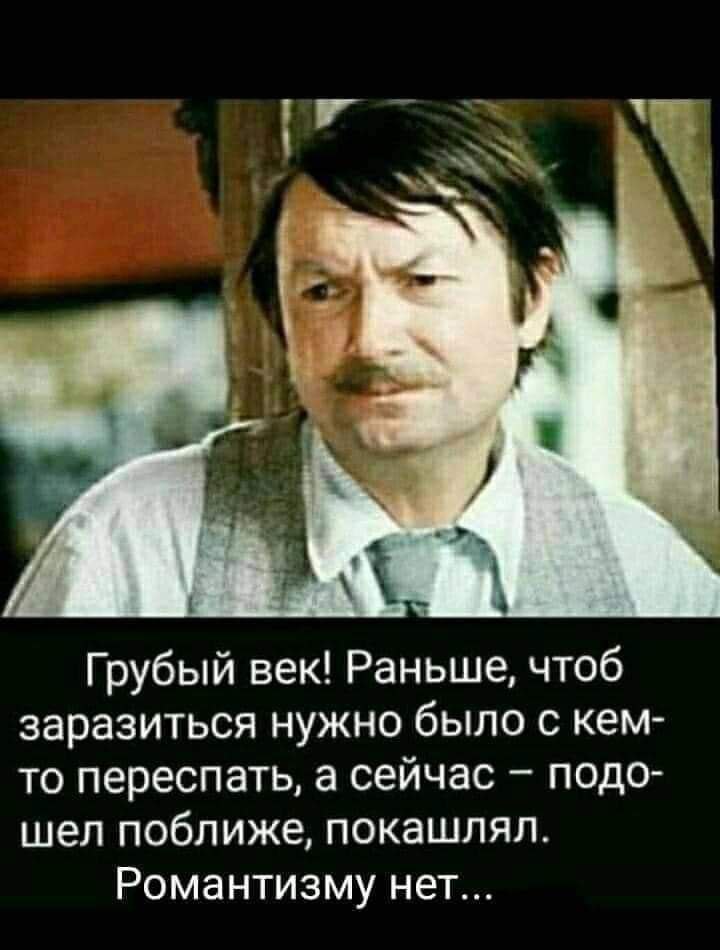 Грубый век! Раньше, чтоб
заразиться нужно было с кем-
то переспать, а сейчас – подо-
шел поближе, покашлял.
Романтизму нет...